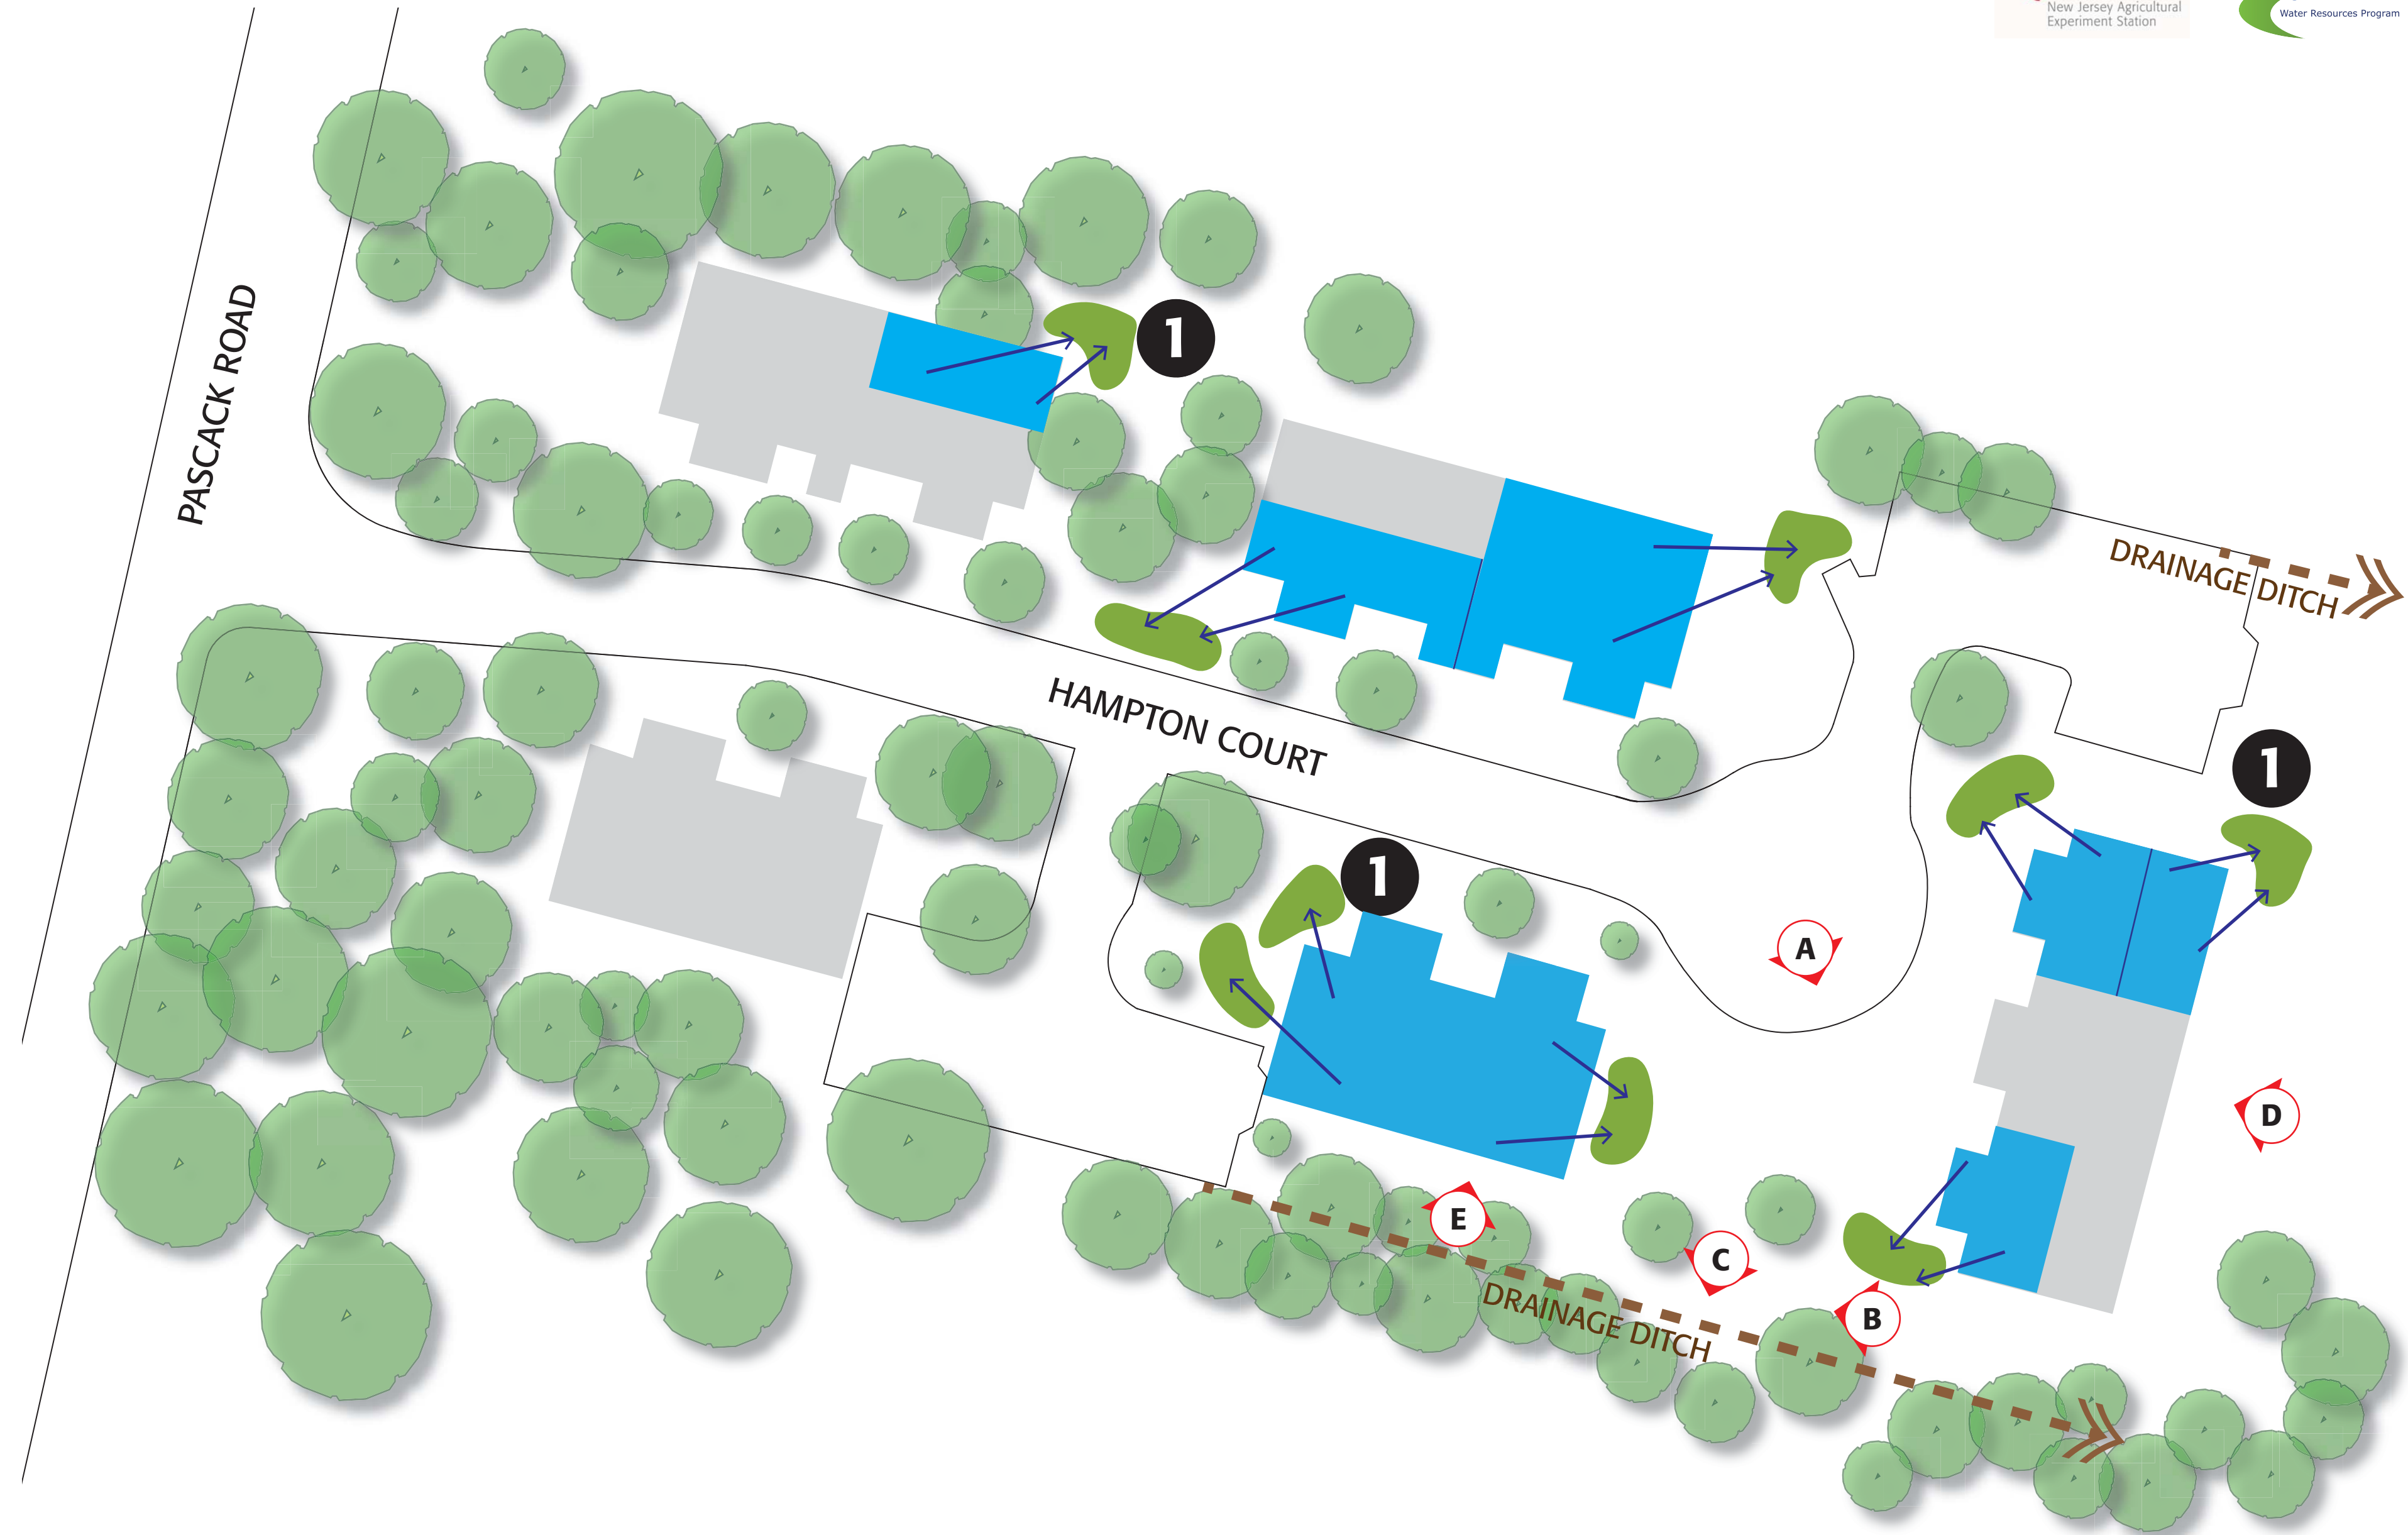 New Jersey Agricultural
Experiment Station
Water Resources Program
PASCACK ROAD
1
DRAINAGE DITCH
HAMPTON COURT
1
1
A
D
E
C
B
DRAINAGE DITCH